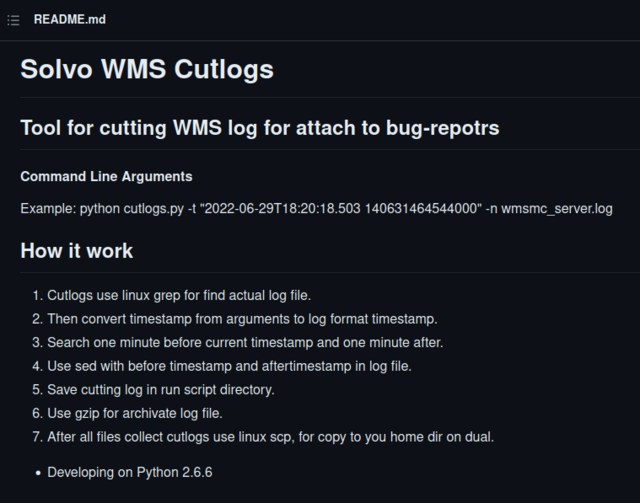 README.md
Solvo WMS Cutlogs
Tool for cutting WMS log for attach to bug-repotrs
Command Line Arguments
Example: python cutlogs.py -t "2022-06-29T18:20:18.503 140631464544000" -n wmsmc_server.log
How it work
1. Cutlogs use linux grep for find actual log file.
2. Then convert timestamp from arguments to log format timestamp.
3. Search one minute before current timestamp and one minute after.
4. Use sed with before timestamp and aftertimestamp in log file.
5. Save cutting log in run script directory.
6. Use gzip for archivate log file.
7. After all files collect cutlogs use linux scp, for copy to you home dir on dual.
• Developing on Python 2.6.6